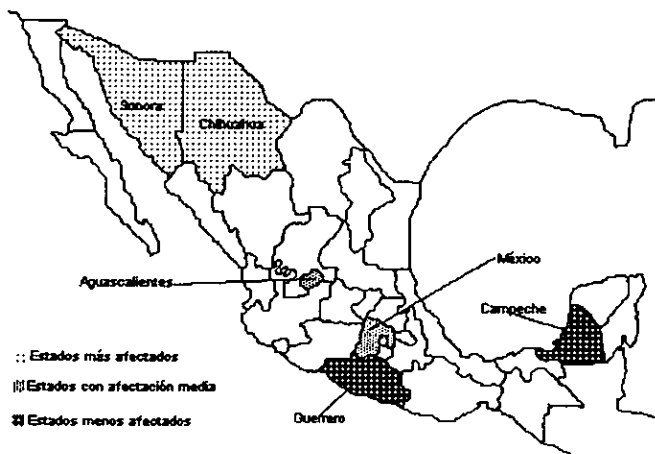 Sonora
Chihuahua
Aguascalientes
México
Campeche
Estados más afectados
Estados con afectación media
Estados menos afectados
Guerrero